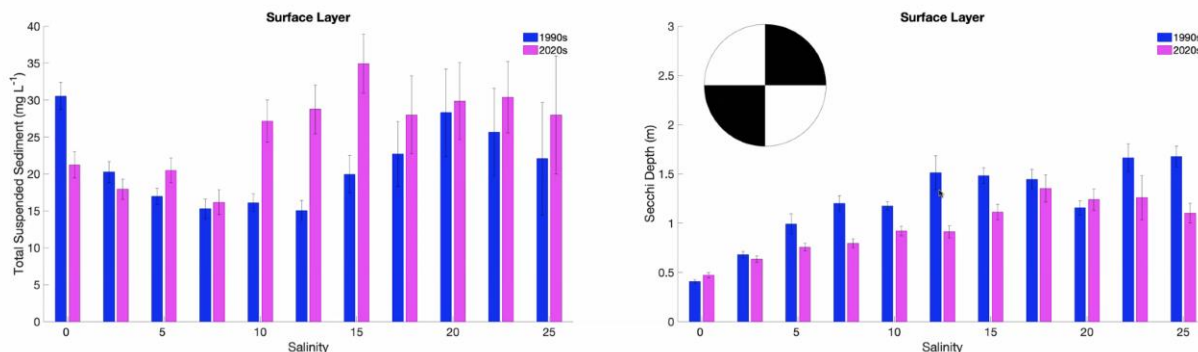 Surface Layer
40
35
30
25
20
15
10
5
0
Total Suspended Sediment (mg L⁻¹)
1990s
2020s
0 5 10 15 20 25
Salinity
Surface Layer
3
2.5
2
1.5
1
0.5
0
Secchi Depth (m)
1990s
2020s
0 5 10 15 20 25
Salinity